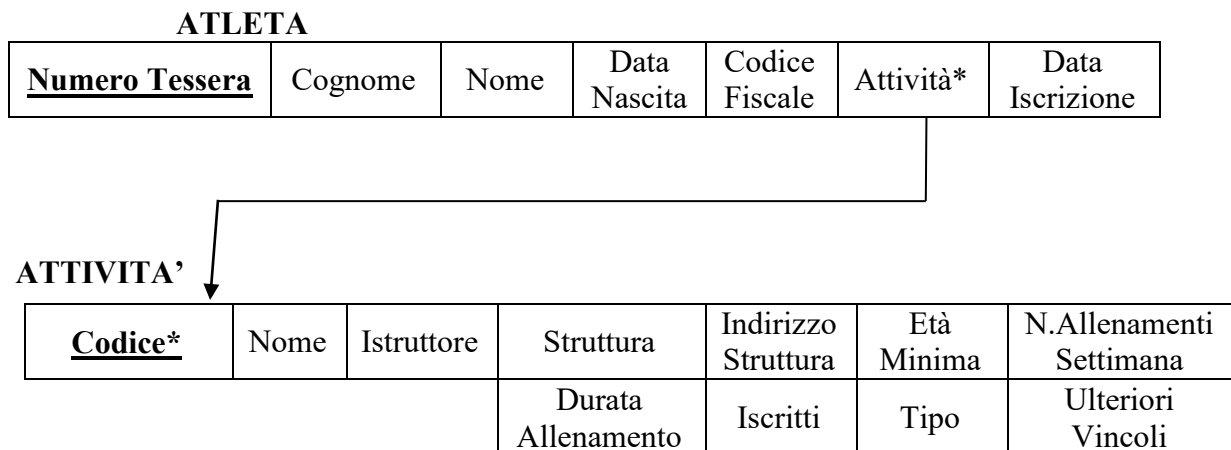 ATLETA
Numero Tessera Cognome Nome Data Nascita Codice Fiscale Attività* Data Iscrizione
ATTIVITA’
Codice* Nome Istruttore Struttura Indirizzo Struttura Età Minima N.Allenamenti Settimana
Durata Allenamento Iscritti Tipo Ulteriori Vincoli